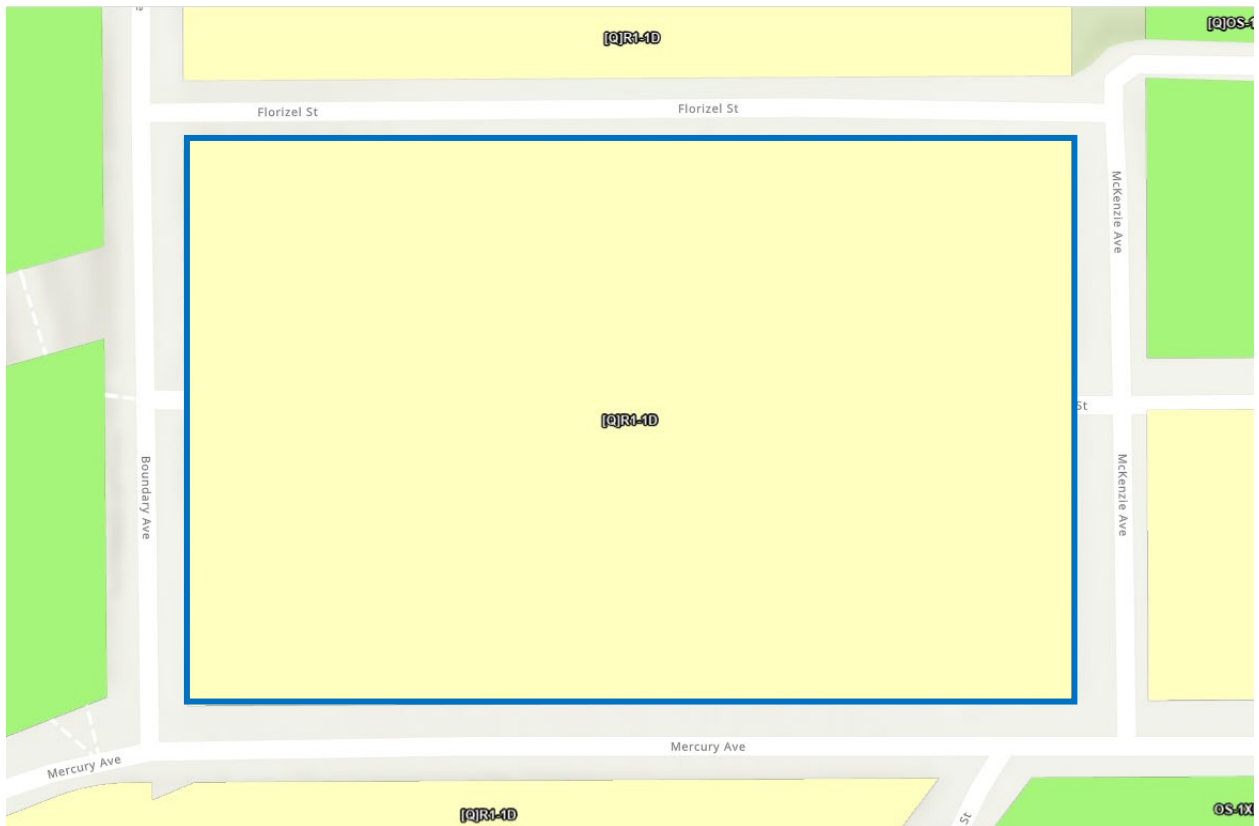 [Q]R1-1D
[Q]OS-1
Florizel St
Florizel St
McKenzie Ave
St
[Q]R1-1D
Boundary Ave
McKenzie Ave
Mercury Ave
Mercury Ave
[Q]R1-1D
St
OS-1X